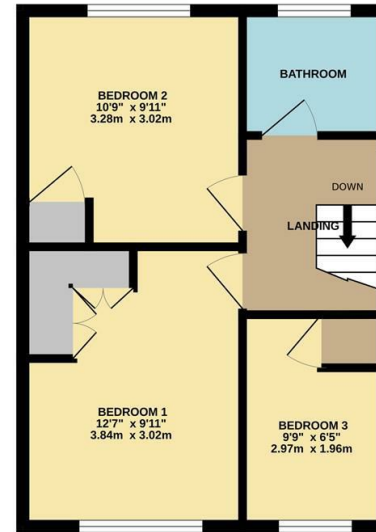 BEDROOM 2
10'9" x 9'11"
3.28m x 3.02m
BATHROOM
DOWN
LANDING
BEDROOM 1
12'7" x 9'11"
3.84m x 3.02m
BEDROOM 3
9'9" x 6'5"
2.97m x 1.96m